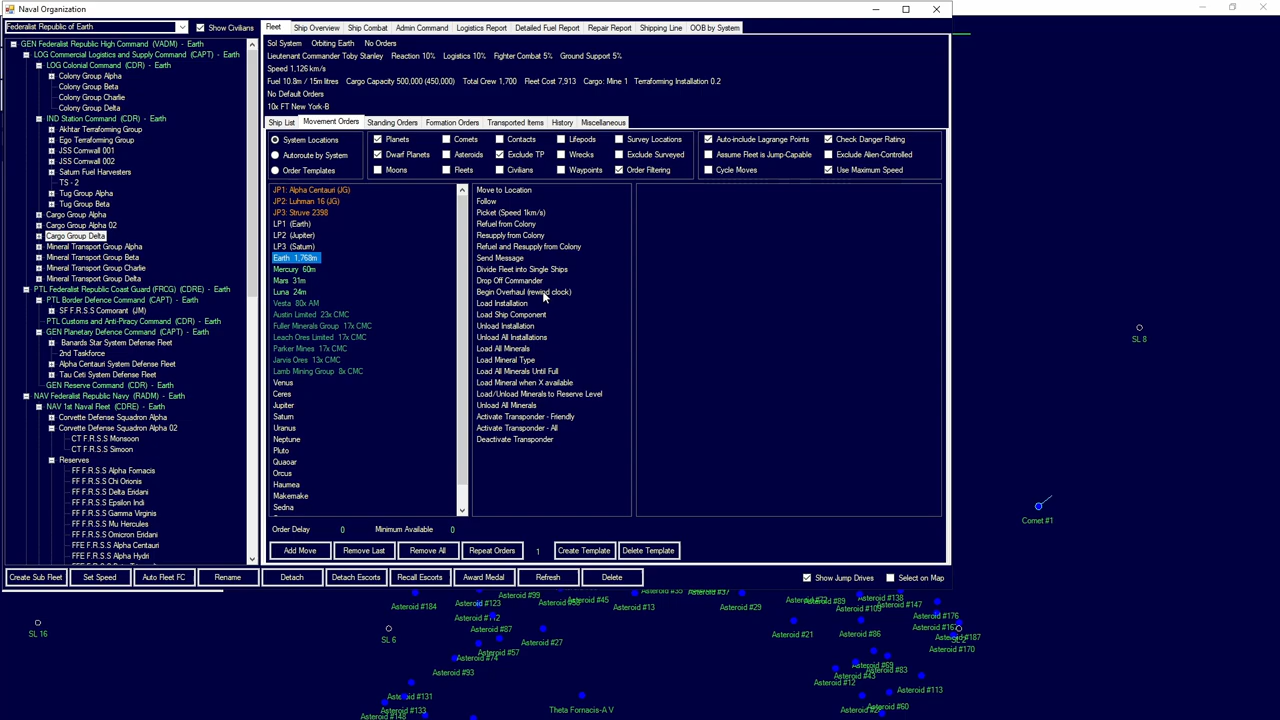 Naval Organization
Federalist Republic of Earth
Show Civilians
GEN Federalist Republic High Command (VADM) - Earth
LOG Commercial Logistics and Supply Command (CAPT) - Earth
LOG Colonial Command (CDR) - Earth
Colony Group Alpha
Colony Group Beta
Colony Group Charlie
Colony Group Delta
IND Station Command (CDR) - Earth
Akhtar Terraforming Group
Ego Terraforming Group
JSS Cornwall 001
JSS Cornwall 002
Saturn Fuel Harvesters
TS - 2
Tug Group Alpha
Tug Group Beta
Cargo Group Alpha
Cargo Group Alpha 02
Cargo Group Delta
Mineral Transport Group Alpha
Mineral Transport Group Beta
Mineral Transport Group Charlie
Mineral Transport Group Delta
PTL Federalist Republic Coast Guard (FRCG) (CDRE) - Earth
PTL Border Defence Command (CAPT) - Earth
SF F.R.S.S Cormorant (JM)
PTL Customs and Anti-Piracy Command (CDR) - Earth
GEN Planetary Defence Command (CAPT) - Earth
Banards Star System Defense Fleet
2nd Taskforce
Alpha Centauri System Defense Fleet
Tau Ceti System Defense Fleet
GEN Reserve Command (CDR) - Earth
NAV Federalist Republic Navy (RADM) - Earth
NAV 1st Naval Fleet (CDRE) - Earth
Corvette Defense Squadron Alpha
Corvette Defense Squadron Alpha 02
CT F.R.S.S Monsoon
CT F.R.S.S Simoon
Reserves
FF F.R.S.S Alpha Fornacis
FF F.R.S.S Chi Orionis
FF F.R.S.S Delta Eridani
FF F.R.S.S Epsilon Indi
FF F.R.S.S Gamma Virginis
FF F.R.S.S Mu Hercules
FF F.R.S.S Omicron Eridani
FFE F.R.S.S Alpha Centauri
FFE F.R.S.S Alpha Hydri
Fleet Ship Overview Ship Combat Admin Command Logistics Report Detailed Fuel Report Repair Report Shipping Line OOB by System
Sol System Orbiting Earth No Orders
Lieutenant Commander Toby Stanley Reaction 10% Logistics 10% Fighter Combat 5% Ground Support 5%
Speed 1,126 km/s
Fuel 10.8m / 15m litres Cargo Capacity 500,000 (450,000) Total Crew 1,700 Fleet Cost 7,913 Cargo: Mine 1 Terraforming Installation 0.2
No Default Orders
10x FT New York-B
Ship List Movement Orders Standing Orders Formation Orders Transported Items History Miscellaneous
System Locations Planets Comets Contacts Lifepods Survey Locations Auto-include Lagrange Points Check Danger Rating
Autoroute by System Dwarf Planets Asteroids Exclude TP Wrecks Exclude Surveyed Assume Fleet is Jump-Capable Exclude Alien-Controlled
Order Templates Moons Fleets Civilians Waypoints Order Filtering Cycle Moves Use Maximum Speed
JP1: Alpha Centauri (JG)
JP2: Luhman 16 (JG)
JP3: Struve 2398
LP1 (Earth)
LP2 (Jupiter)
LP3 (Saturn)
Earth 1,768m
Mercury 60m
Mars 31m
Luna 24m
Vesta 80x AM
Austin Limited 23x CMC
Fuller Minerals Group 17x CMC
Leach Ores Limited 17x CMC
Parker Mines 17x CMC
Jarvis Ores 13x CMC
Lamb Mining Group 8x CMC
Venus
Ceres
Jupiter
Saturn
Uranus
Neptune
Pluto
Quaoar
Orcus
Haumea
Makemake
Sedna
Move to Location
Follow
Picket (Speed 1km/s)
Refuel from Colony
Resupply from Colony
Refuel and Resupply from Colony
Send Message
Divide Fleet into Single Ships
Drop Off Commander
Begin Overhaul (rewind clock)
Load Installation
Load Ship Component
Unload Installation
Unload All Installations
Load All Minerals
Load Mineral Type
Load All Minerals Until Full
Load Mineral when X available
Load/Unload Minerals to Reserve Level
Unload All Minerals
Activate Transponder - Friendly
Activate Transponder - All
Deactivate Transponder
Order Delay 0 Minimum Available 0
Add Move Remove Last Remove All Repeat Orders 1 Create Template Delete Template
Create Sub Fleet Set Speed Auto Fleet FC Rename Detach Detach Escorts Recall Escorts Award Medal Refresh Delete Show Jump Drives Select on Map
SL 8
Comet #1
SL 16
SL 6
Asteroid #184
Asteroid #123
Asteroid #99
Asteroid #45
Asteroid #13
Asteroid #29
Asteroid #147
Asteroid #176
Asteroid #87
Asteroid #27
Asteroid #21
Asteroid #86
Asteroid #187
Asteroid #170
Asteroid #57
Asteroid #74
Asteroid #93
Asteroid #69
Asteroid #83
Asteroid #43
Asteroid #12
Asteroid #113
Asteroid #131
Asteroid #133
Asteroid #148
Asteroid #60
Theta Fornacis-A V